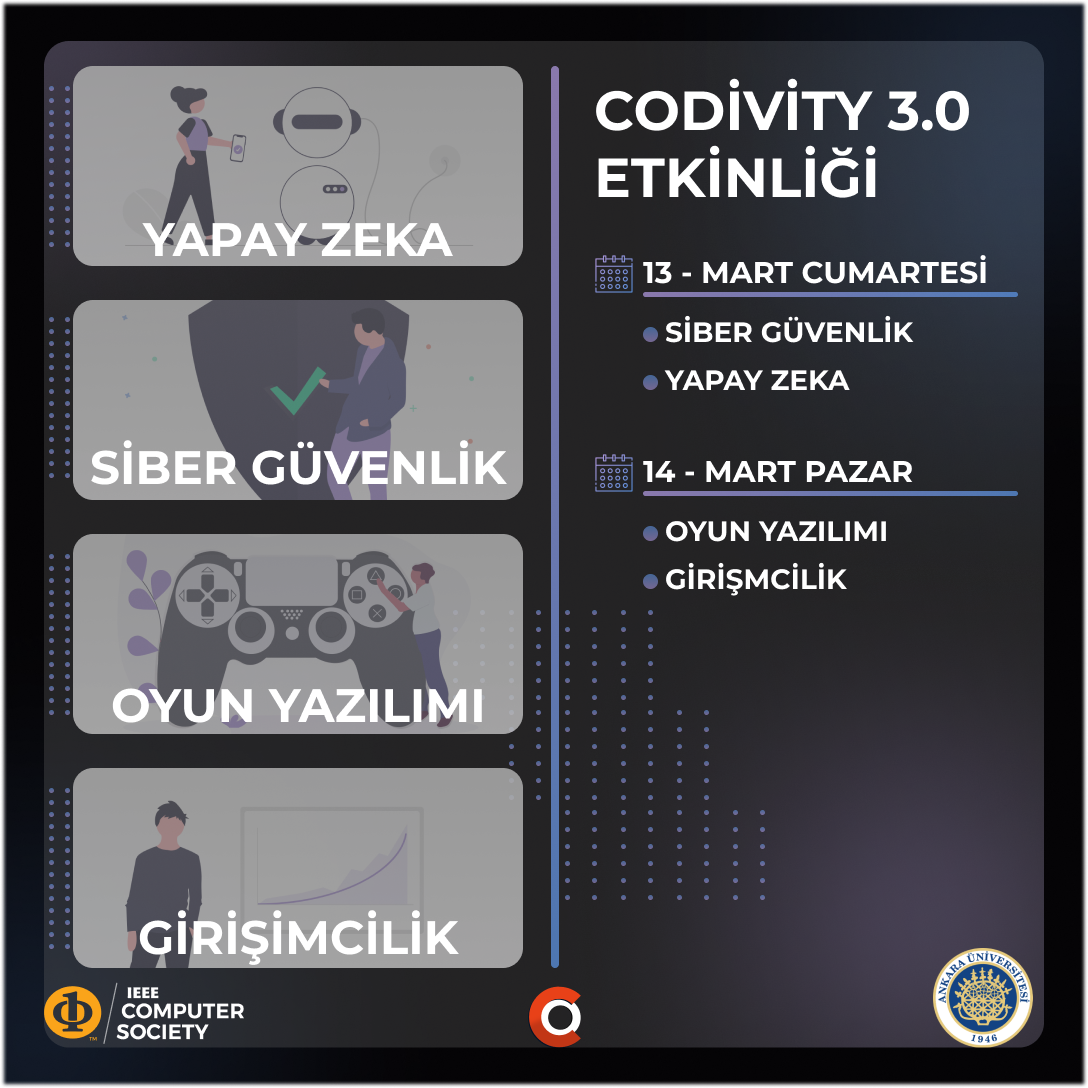 YAPAY ZEKA
SİBER GÜVENLİK
OYUN YAZILIMI
GİRİŞİMCİLİK
CODİVİTY 3.0
ETKİNLİĞİ
13 - MART CUMARTESİ
SİBER GÜVENLİK
YAPAY ZEKA
14 - MART PAZAR
OYUN YAZILIMI
GİRİŞMCİLİK
IEEE
COMPUTER
SOCIETY
TM
ANKARA ÜNİVERSİTESİ
1946